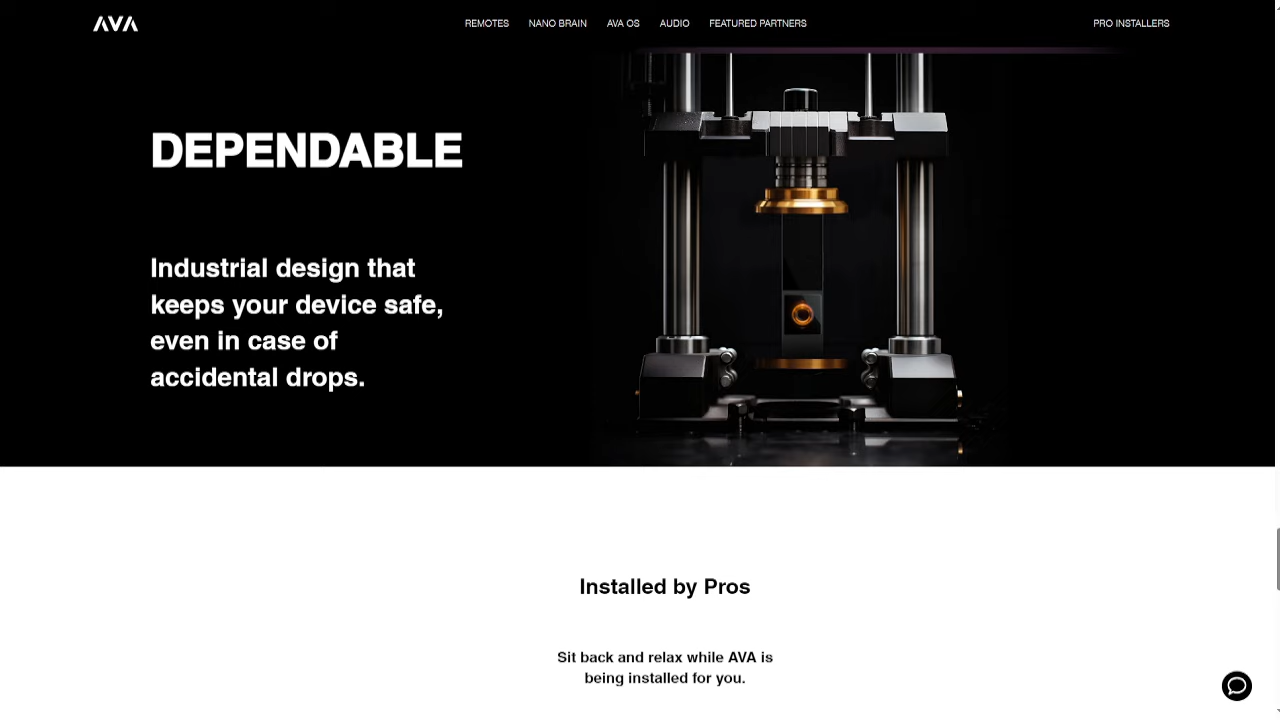 AVA
REMOTES
NANO BRAIN
AVA OS
AUDIO
FEATURED PARTNERS
PRO INSTALLERS
DEPENDABLE
Industrial design that
keeps your device safe,
even in case of
accidental drops.
Installed by Pros
Sit back and relax while AVA is
being installed for you.